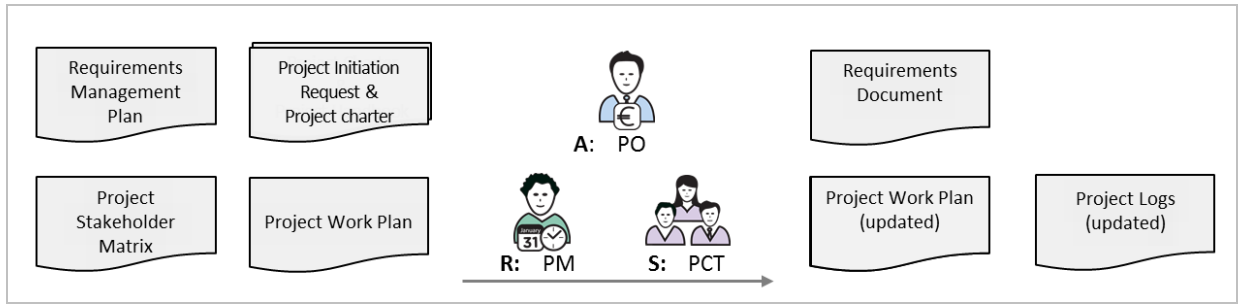 Requirements
Management
Plan
Project Initiation
Request &
Project charter
Project
Stakeholder
Matrix
Project Work Plan
€
A: PO
January
31
R: PM
S: PCT
Requirements
Document
Project Work Plan
(updated)
Project Logs
(updated)